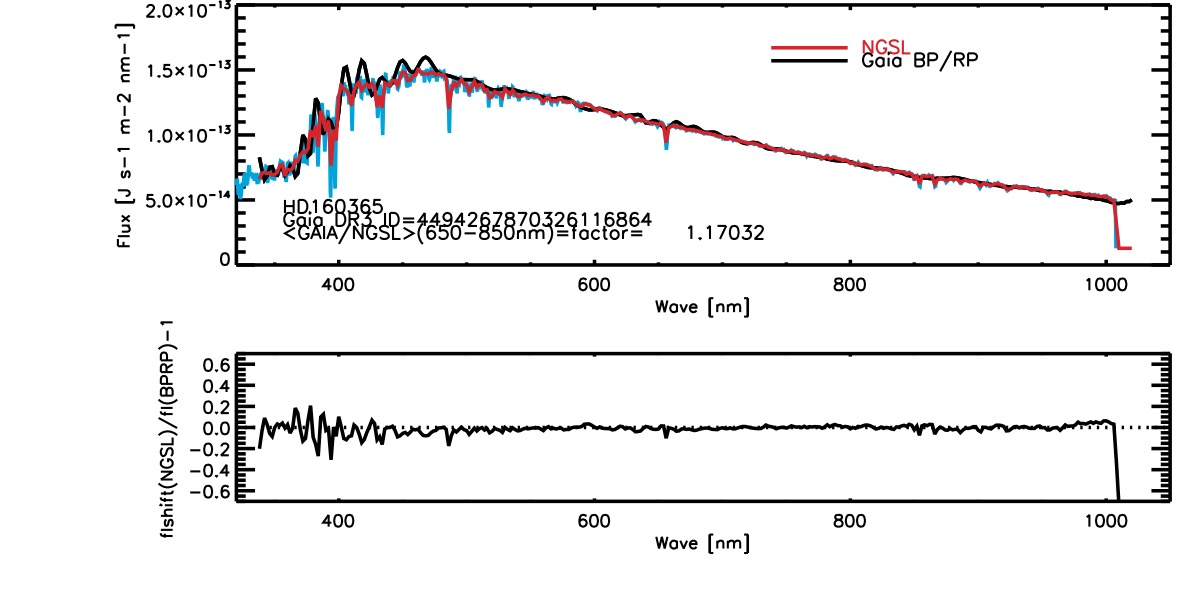 2.0×10−13
NGSL
Gaia BP/RP
1.5×10−13
1.0×10−13
5.0×10−14
0
Flux [J s−1 m−2 nm−1]
HD160365
Gaia DR3 ID=4494267870326116864
<GAIA/NGSL>(650−850nm)=factor= 1.17032
400 600 800 1000
Wave [nm]
flshift(NGSL)/fl(BPRP)−1
0.6
0.4
0.2
0.0
−0.2
−0.4
−0.6
400 600 800 1000
Wave [nm]